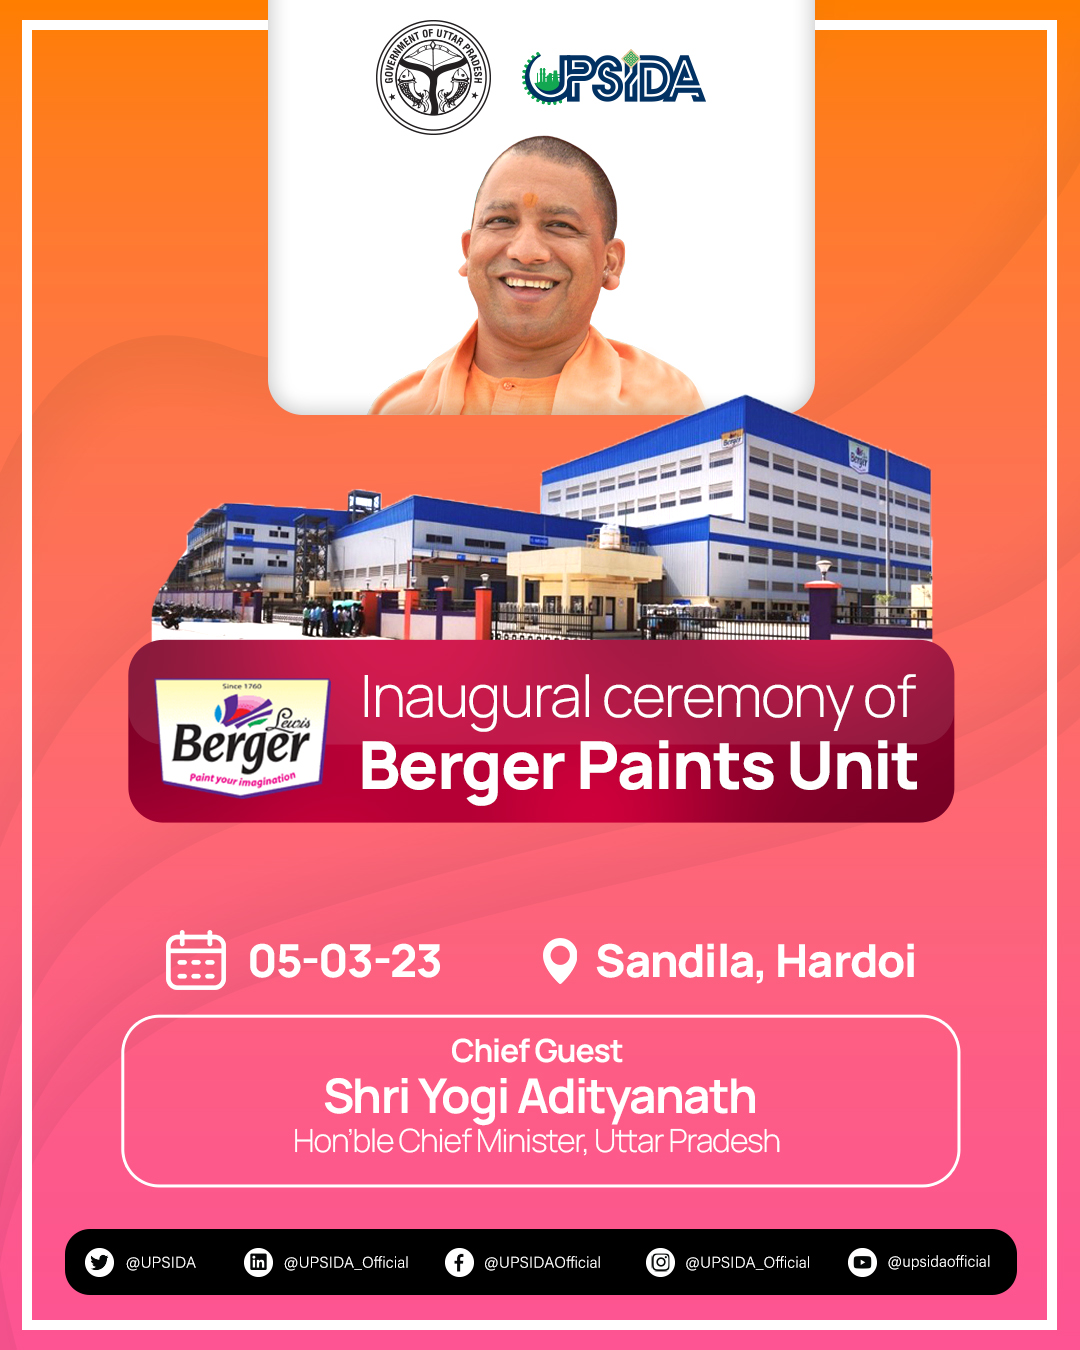 GOVERNMENT OF UTTAR PRADESH
UPSIDA
Berger
Berger
Since 1760
Lewis
Berger
Paint your imagination
Inaugural ceremony of
Berger Paints Unit
05-03-23
Sandila, Hardoi
Chief Guest
Shri Yogi Adityanath
Hon'ble Chief Minister, Uttar Pradesh
@UPSIDA
@UPSIDA_Official
@UPSIDAOfficial
@UPSIDA_Official
@upsidaofficial